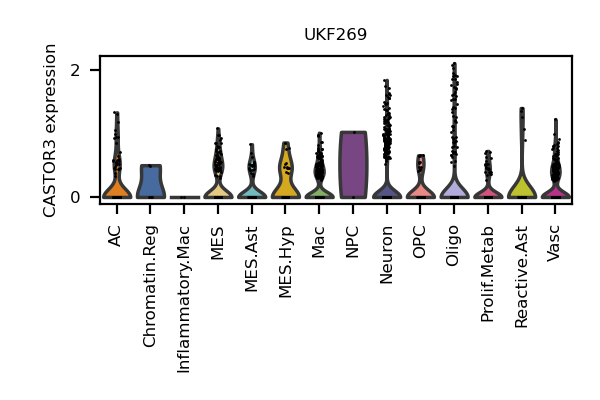 UKF269
CASTOR3 expression
2
0
AC
Chromatin.Reg
Inflammatory.Mac
MES
MES.Ast
MES.Hyp
Mac
NPC
Neuron
OPC
Oligo
Prolif.Metab
Reactive.Ast
Vasc